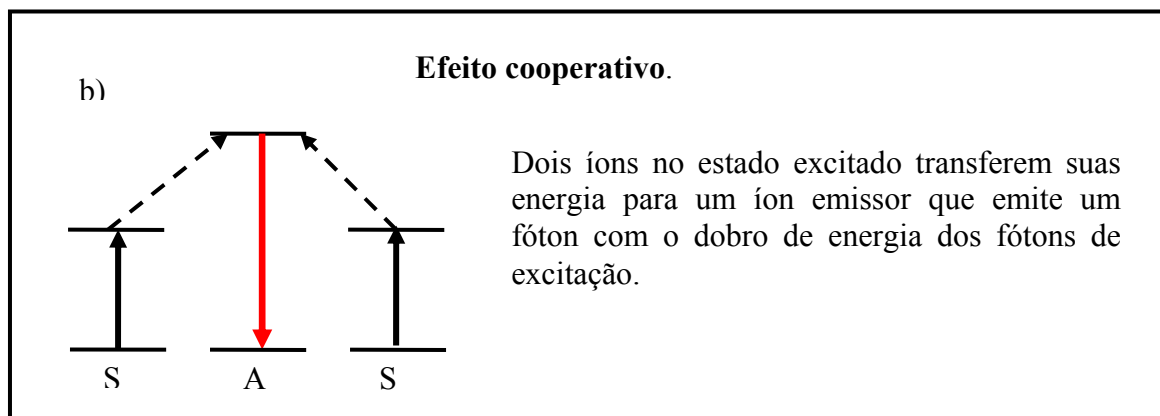 Efeito cooperativo.
b)
Dois íons no estado excitado transferem suas
energia para um íon emissor que emite um
fóton com o dobro de energia dos fótons de
excitação.
S A S